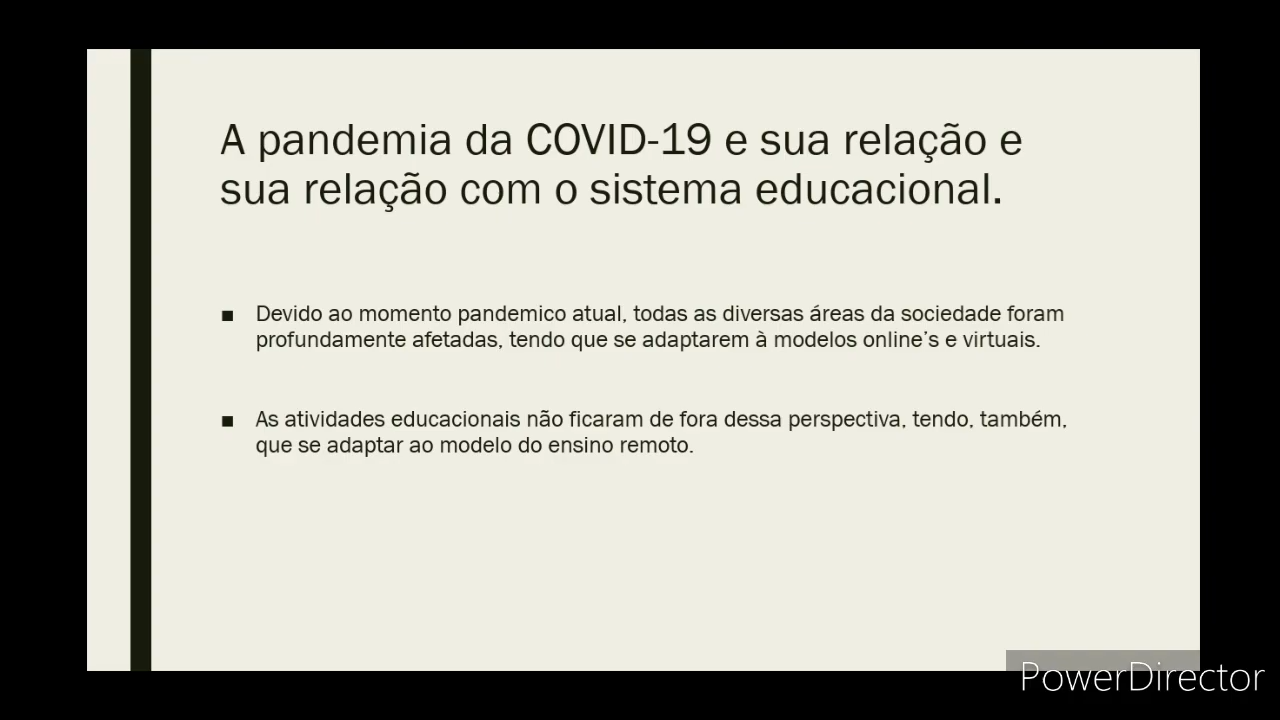 A pandemia da COVID-19 e sua relação e
sua relação com o sistema educacional.
▪ Devido ao momento pandemico atual, todas as diversas áreas da sociedade foram
profundamente afetadas, tendo que se adaptarem à modelos online’s e virtuais.
▪ As atividades educacionais não ficaram de fora dessa perspectiva, tendo, também,
que se adaptar ao modelo do ensino remoto.
PowerDirector